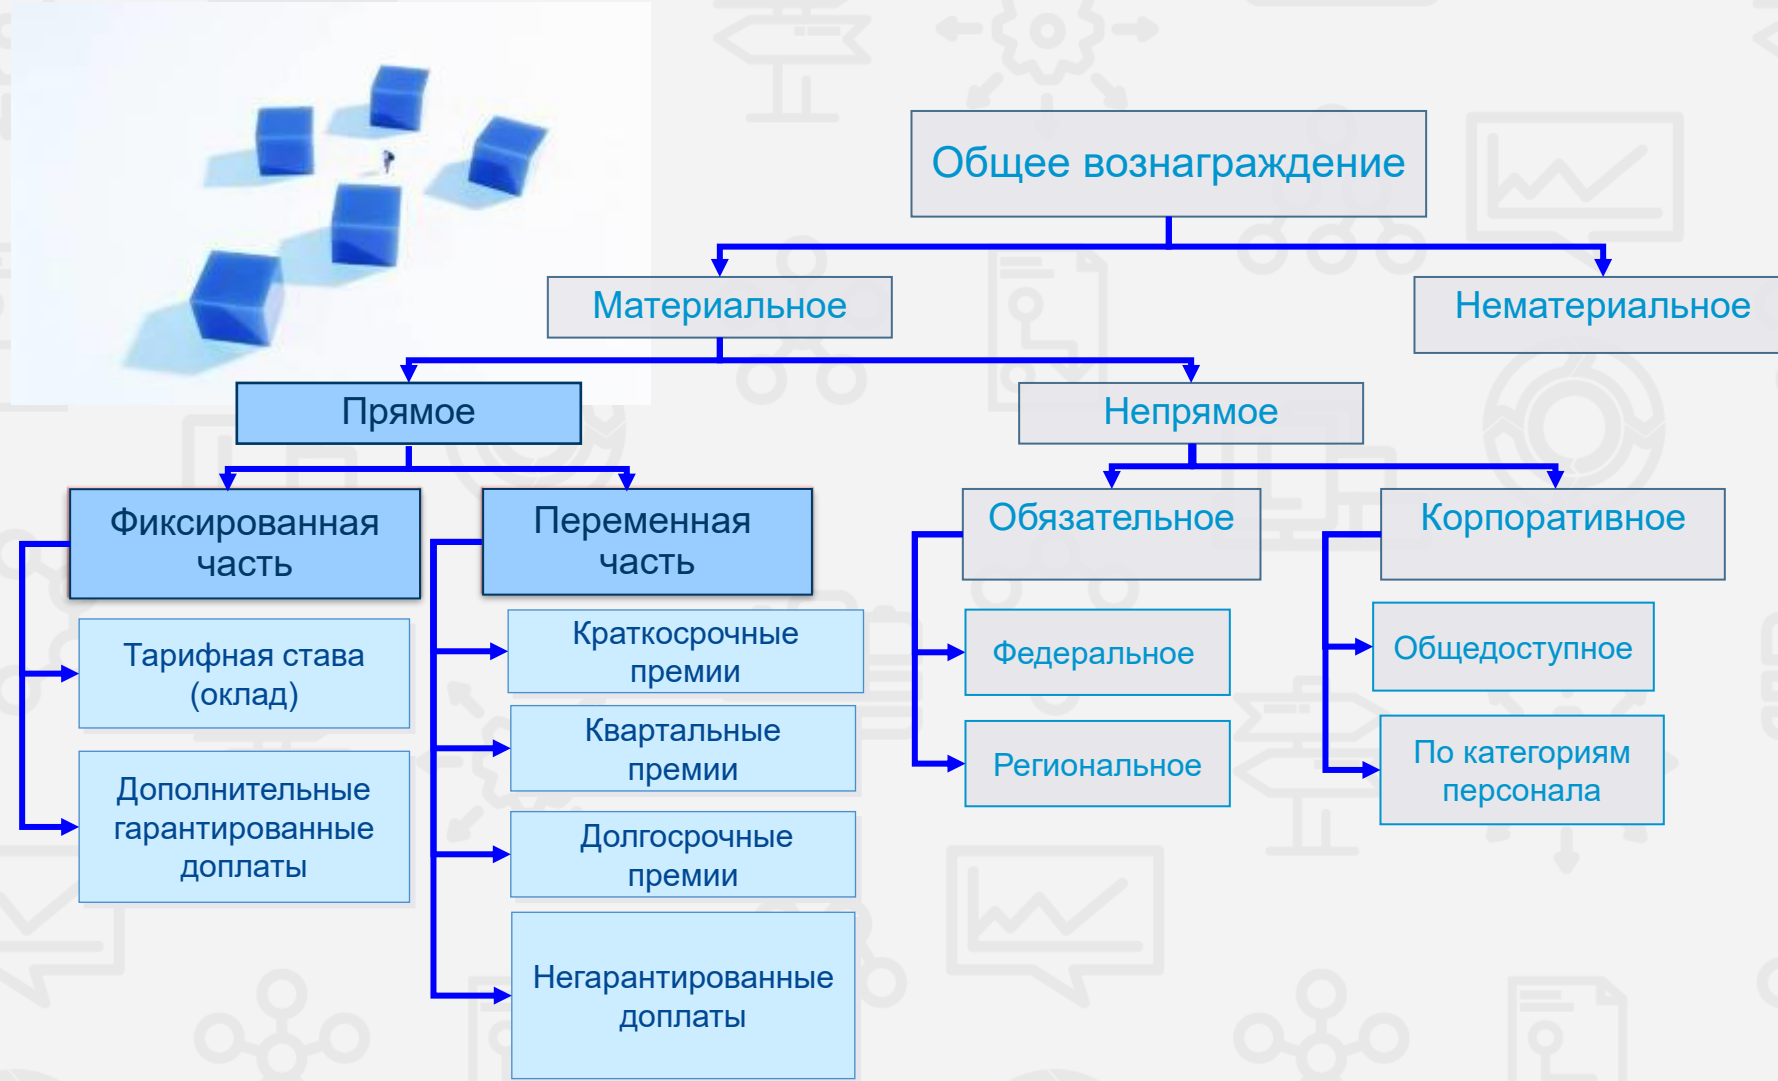 Общее вознаграждение
Материальное
Нематериальное
Прямое
Непрямое
Фиксированная
часть
Переменная
часть
Обязательное
Корпоративное
Тарифная става
(оклад)
Дополнительные
гарантированные
доплаты
Краткосрочные
премии
Квартальные
премии
Долгосрочные
премии
Негарантированные
доплаты
Федеральное
Региональное
Общедоступное
По категориям
персонала